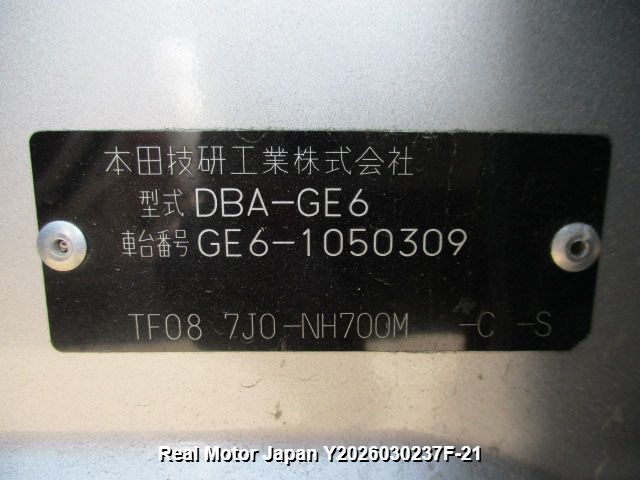 本田技研工業株式会社
型式 DBA-GE6
車台番号 GE6-1050309
TF08 7J0-NH700M -C -S
Real Motor Japan Y2026030237F-21